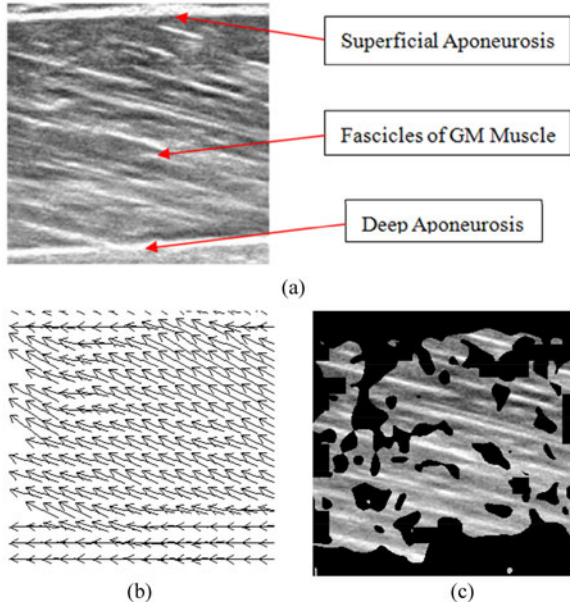 Superficial Aponeurosis
Fascicles of GM Muscle
Deep Aponeurosis
(a)
(b)
(c)